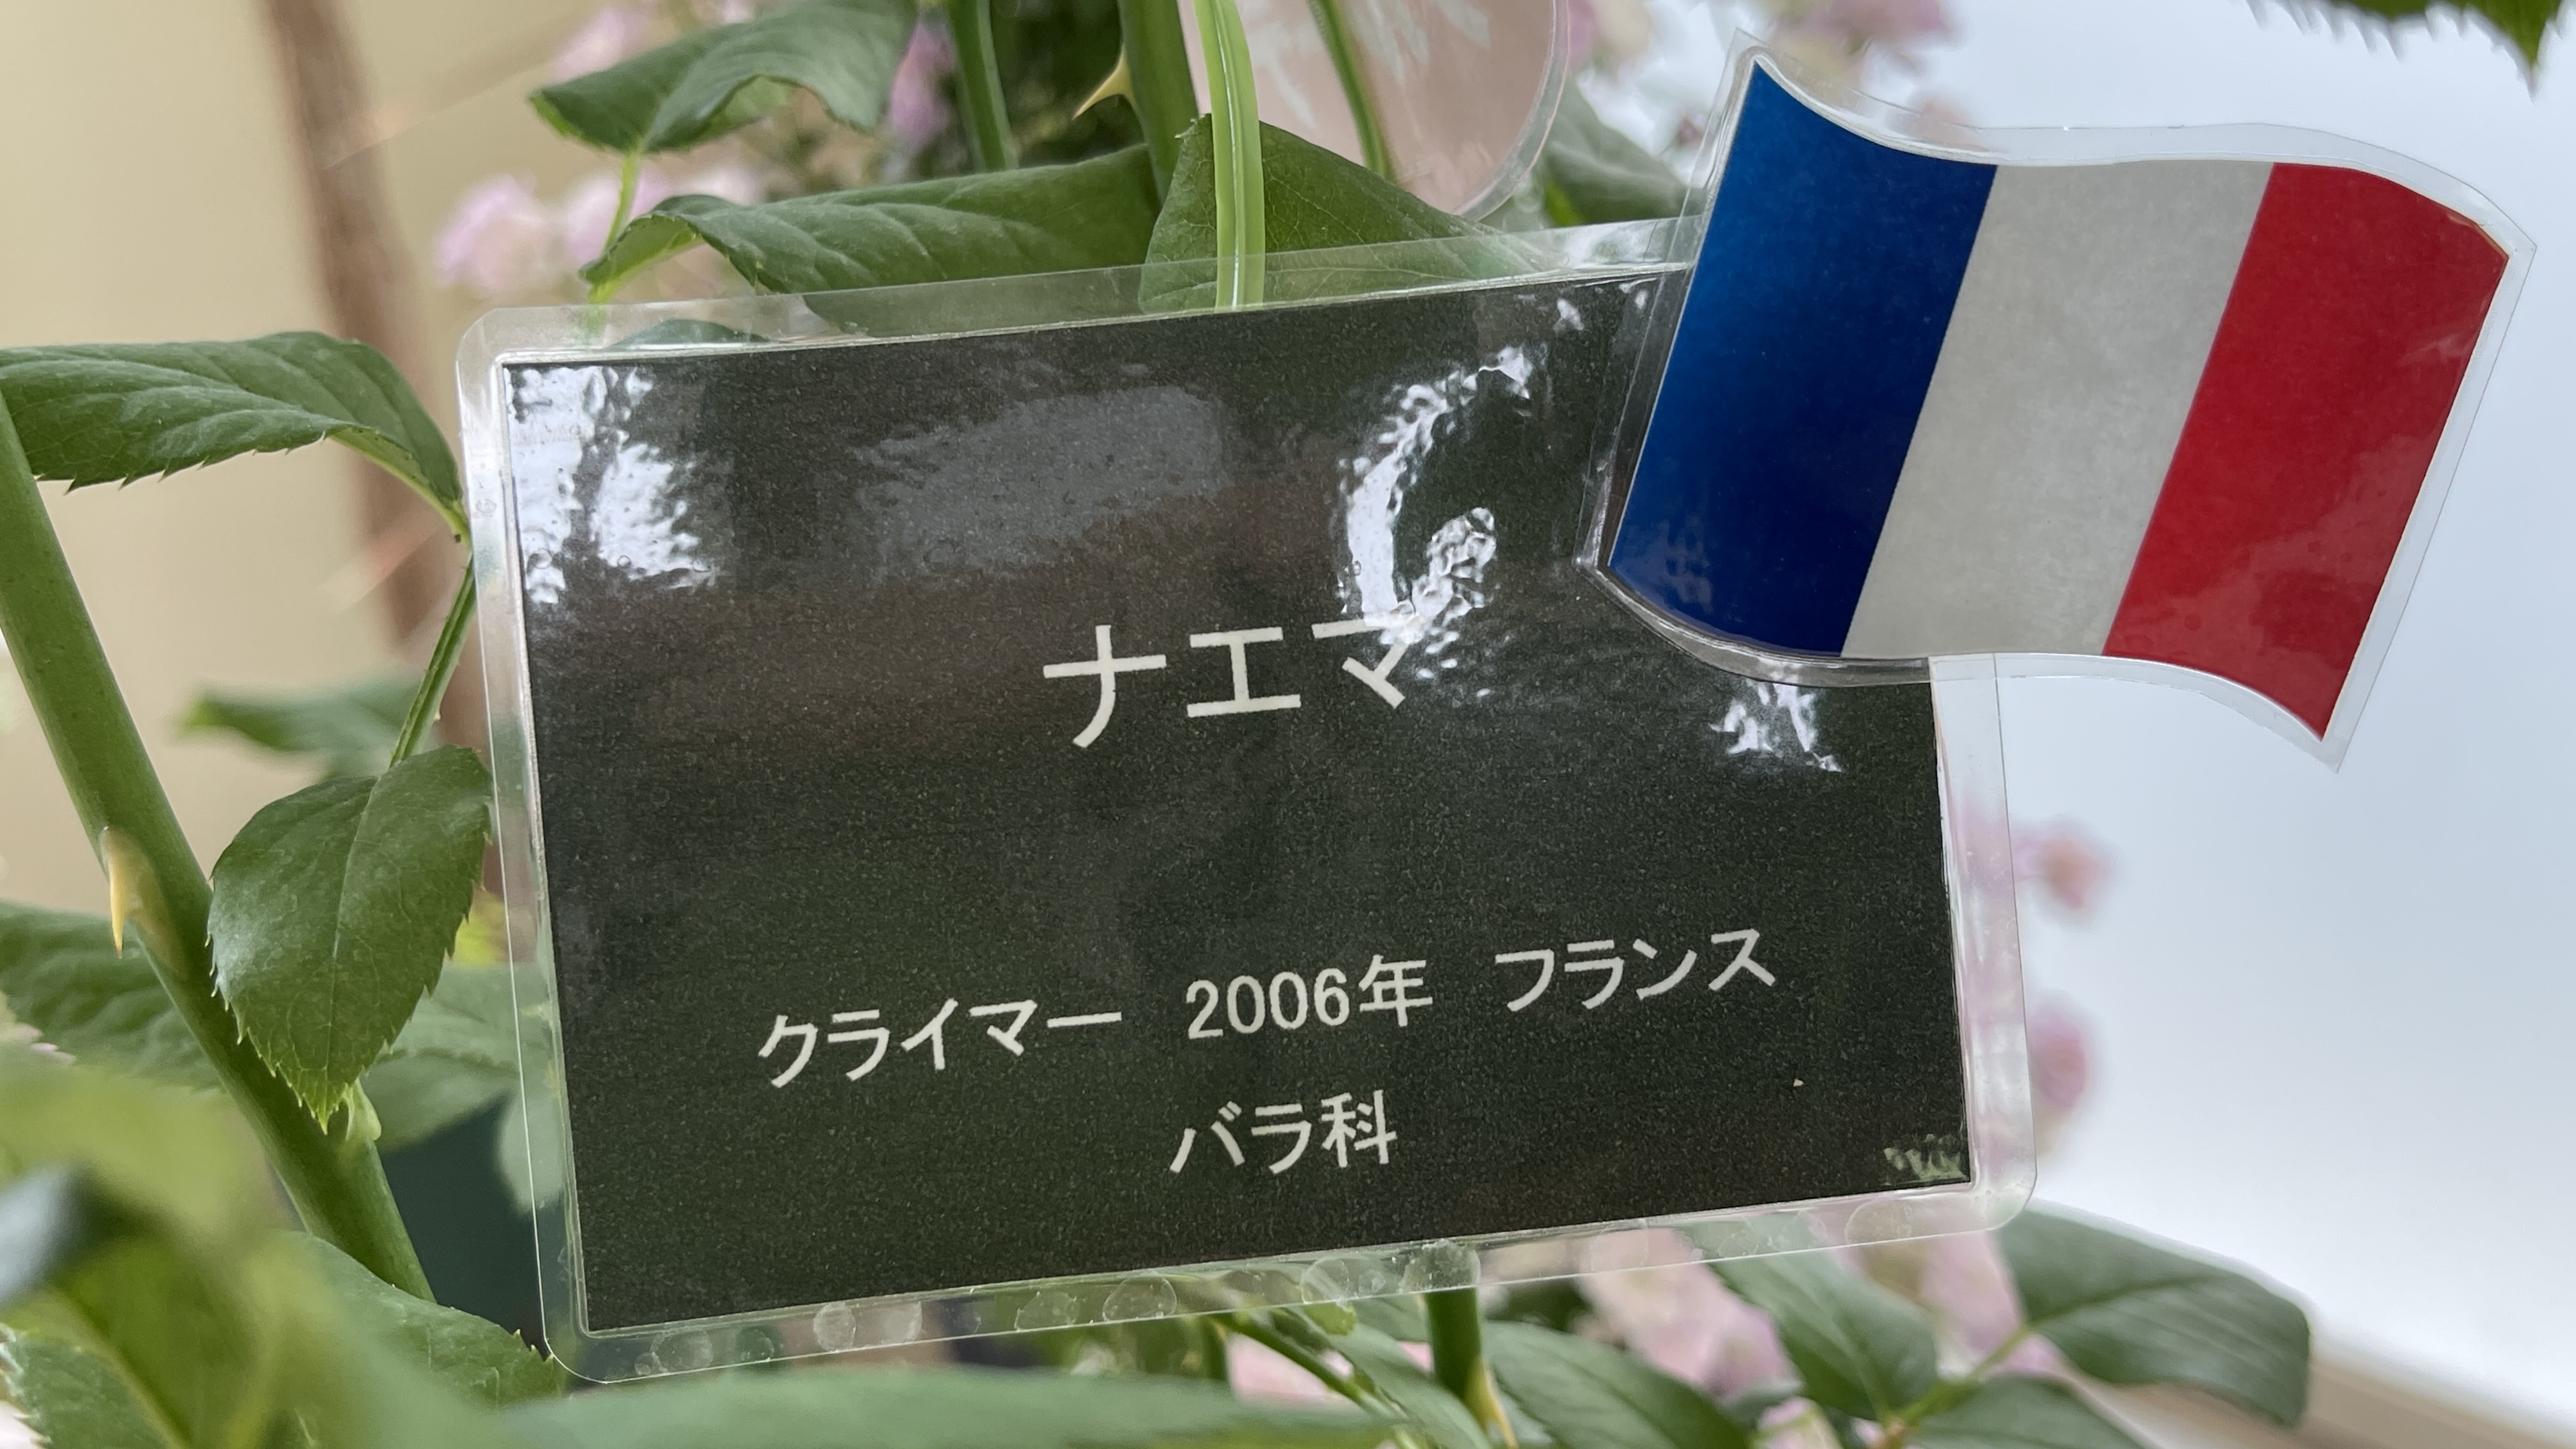 ナエマ
クライマー 2006年 フランス
バラ科